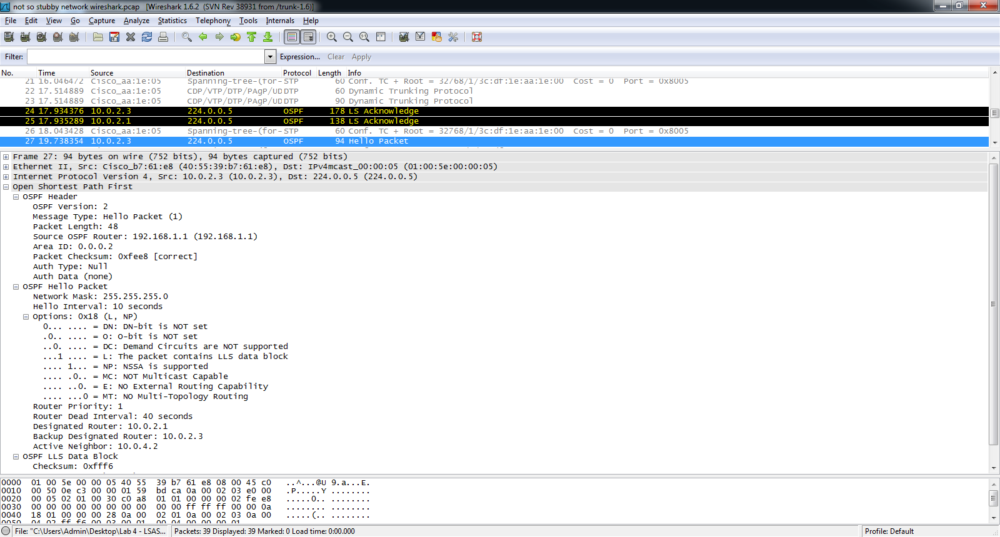 not so stubby network wireshark.pcap [Wireshark 1.6.2 (SVN Rev 38931 from /trunk-1.6)]
File Edit View Go Capture Analyze Statistics Telephony Tools Internals Help
Filter: Expression... Clear Apply
No. Time Source Destination Protocol Length Info
21 16.046472 Cisco_aa:1e:05 Spanning-tree-(for- STP 60 Conf. TC + Root = 32768/1/3c:df:1e:aa:1e:00 Cost = 0 Port = 0x8005
22 17.514889 Cisco_aa:1e:05 CDP/VTP/DTP/PAgP/UD DTP 60 Dynamic Trunking Protocol
23 17.514889 Cisco_aa:1e:05 CDP/VTP/DTP/PAgP/UD DTP 90 Dynamic Trunking Protocol
24 17.934376 10.0.2.3 224.0.0.5 OSPF 178 LS Acknowledge
25 17.935289 10.0.2.1 224.0.0.5 OSPF 138 LS Acknowledge
26 18.043428 Cisco_aa:1e:05 Spanning-tree-(for- STP 60 Conf. TC + Root = 32768/1/3c:df:1e:aa:1e:00 Cost = 0 Port = 0x8005
27 19.738354 10.0.2.3 224.0.0.5 OSPF 94 Hello Packet
Frame 27: 94 bytes on wire (752 bits), 94 bytes captured (752 bits)
Ethernet II, Src: Cisco_b7:61:e8 (40:55:39:b7:61:e8), Dst: IPv4mcast_00:00:05 (01:00:5e:00:00:05)
Internet Protocol Version 4, Src: 10.0.2.3 (10.0.2.3), Dst: 224.0.0.5 (224.0.0.5)
Open Shortest Path First
OSPF Header
OSPF Version: 2
Message Type: Hello Packet (1)
Packet Length: 48
Source OSPF Router: 192.168.1.1 (192.168.1.1)
Area ID: 0.0.0.2
Packet Checksum: 0xfee8 [correct]
Auth Type: Null
Auth Data (none)
OSPF Hello Packet
Network Mask: 255.255.255.0
Hello Interval: 10 seconds
Options: 0x18 (L, NP)
0... .... = DN: DN-bit is NOT set
.0.. .... = O: O-bit is NOT set
..0. .... = DC: Demand Circuits are NOT supported
...1 .... = L: The packet contains LLS data block
.... 1... = NP: NSSA is supported
.... .0.. = MC: NOT Multicast Capable
.... ..0. = E: NO External Routing Capability
.... ...0 = MT: NO Multi-Topology Routing
Router Priority: 1
Router Dead Interval: 40 seconds
Designated Router: 10.0.2.1
Backup Designated Router: 10.0.2.3
Active Neighbor: 10.0.4.2
OSPF LLS Data Block
Checksum: 0xfff6
0000 01 00 5e 00 00 05 40 55 39 b7 61 e8 08 00 45 c0 ..^...@U 9.a...E.
0010 00 50 0e c3 00 00 01 59 bd ca 0a 00 02 03 e0 00 .P.....Y ........
0020 00 05 02 01 00 30 c0 a8 01 01 00 00 00 02 fe e8 .....0.. ........
0030 00 00 00 00 00 00 00 00 00 00 ff ff ff 00 00 0a ........ ........
0040 18 01 00 00 00 28 0a 00 02 01 0a 00 02 03 0a 00 .....(.. ........
0050 04 02 ff f6 00 03 00 01 00 04 00 00 00 01
File: "C:\Users\Admin\Desktop\Lab 4 - LSAS... Packets: 39 Displayed: 39 Marked: 0 Load time: 0:00.000 Profile: Default